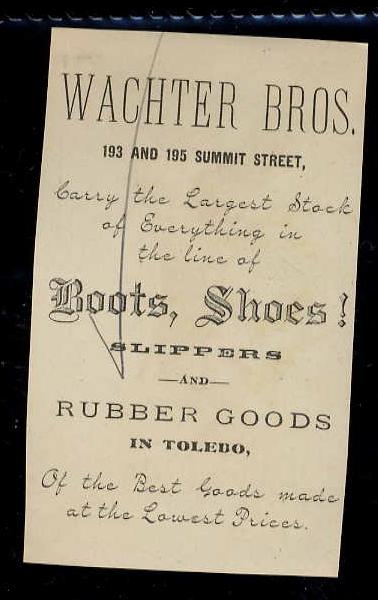 WACHTER BROS.
193 AND 195 SUMMIT STREET,
Carry the Largest Stock
of Everything in
the line of
Boots, Shoes!
SLIPPERS
—AND—
RUBBER GOODS
IN TOLEDO,
Of the Best Goods made
at the Lowest Prices.